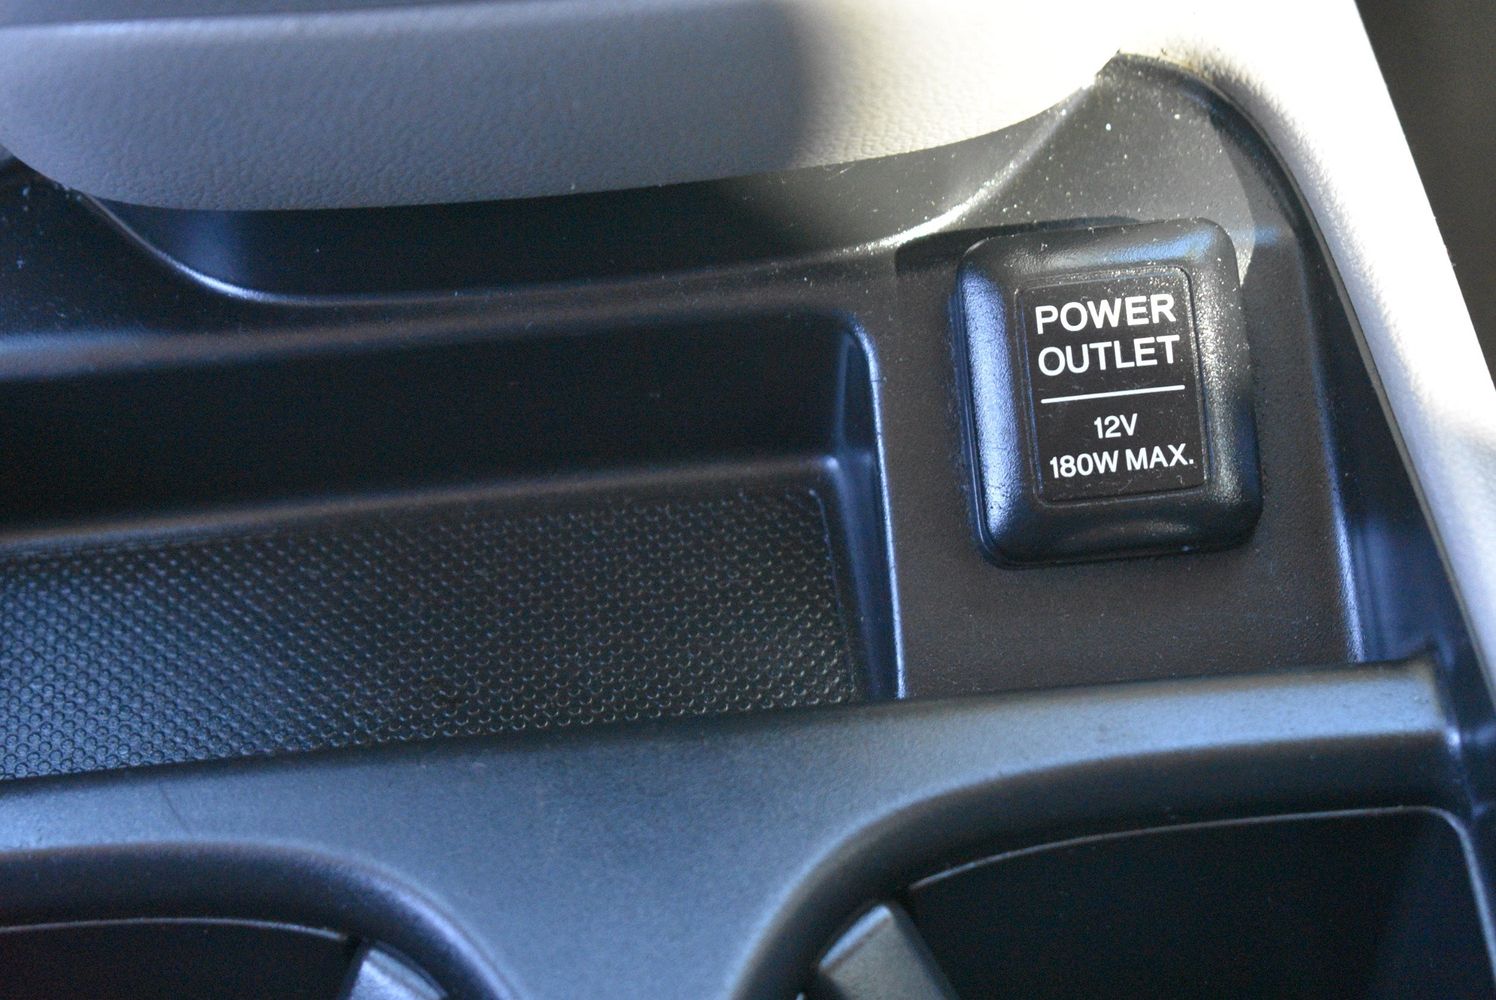 POWER
OUTLET
12V
180W MAX.